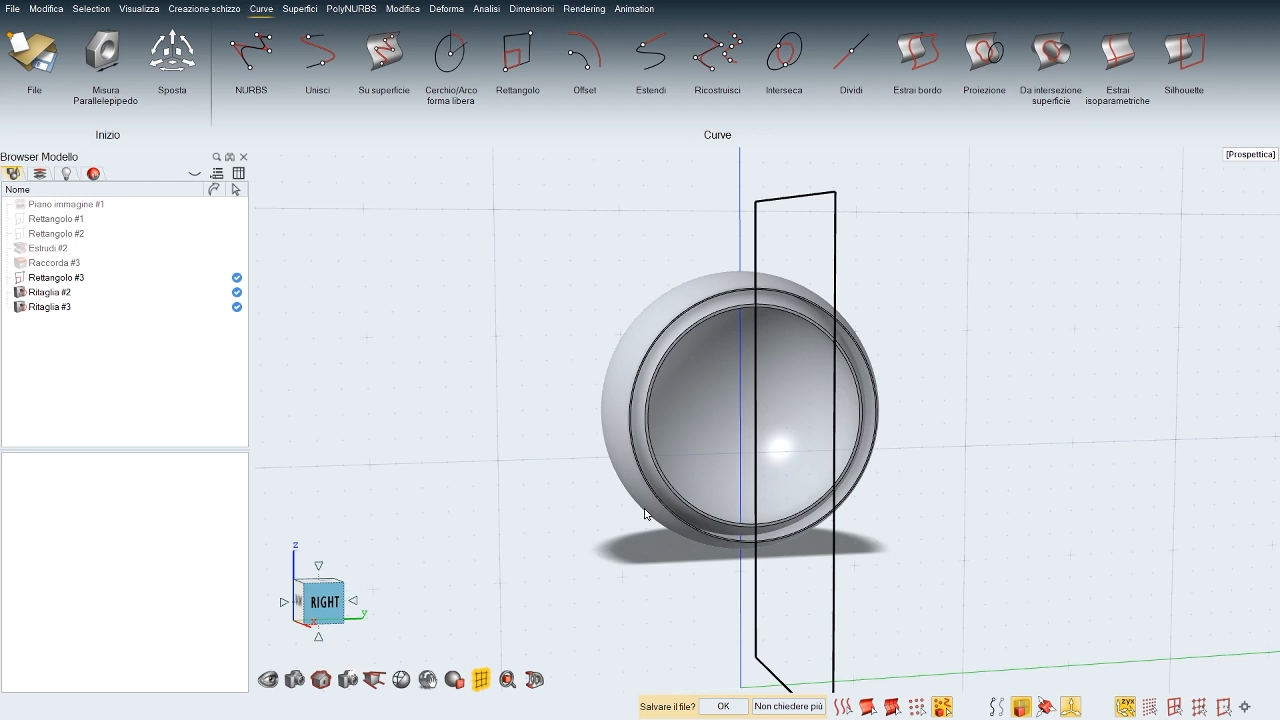 File Modifica Selection Visualizza Creazione schizzo Curve Superfici PolyNURBS Modifica Deforma Analisi Dimensioni Rendering Animation
File Misura Parallelepipedo Sposta NURBS Unisci Su superficie Cerchio/Arco forma libera Rettangolo Offset Estendi Ricostruisci Interseca Dividi Estrai bordo Proiezione Da intersezione superficie Estrai isoparametriche Silhouette
Inizio Curve
Browser Modello
[Prospettica]
Nome
Piano immagine #1
Rettangolo #1
Rettangolo #2
Estrudi #2
Raccorda #3
Rettangolo #3
Ritaglia #2
Ritaglia #3
z
RIGHT
y
x
Salvare il file? OK Non chiedere più
ZYX